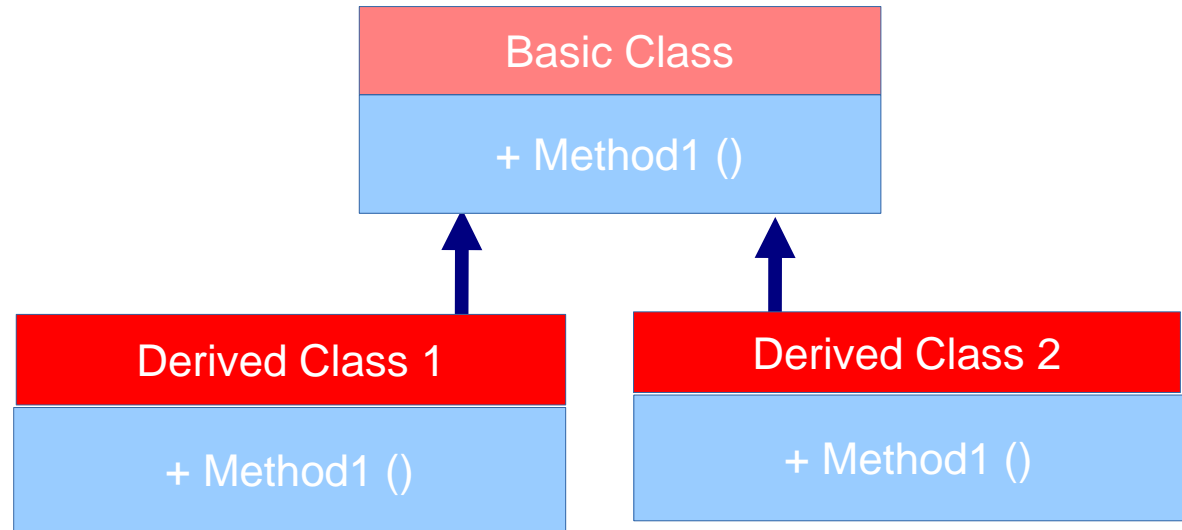 Basic Class
+ Method1 ()
Derived Class 1
+ Method1 ()
Derived Class 2
+ Method1 ()